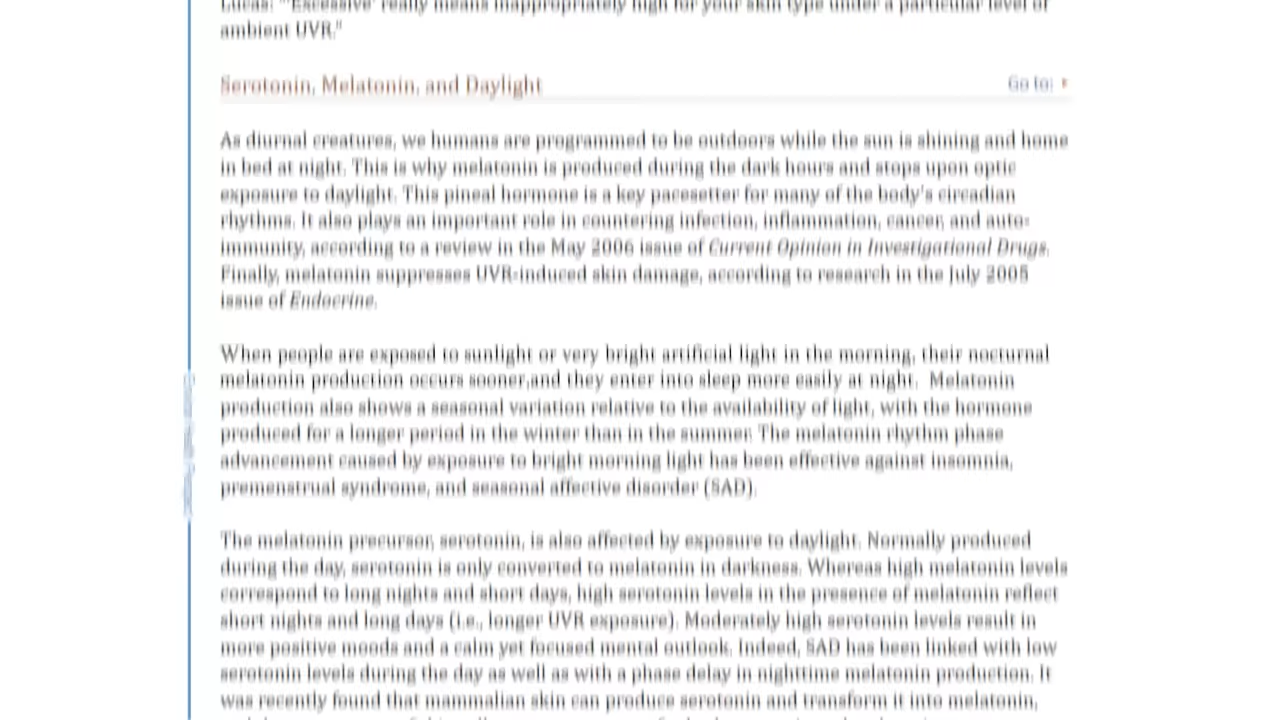 Lucas: "'Excessive' really means inappropriately high for your skin type under a particular level of
ambient UVR."
Serotonin, Melatonin, and Daylight
Go to:
As diurnal creatures, we humans are programmed to be outdoors while the sun is shining and home
in bed at night. This is why melatonin is produced during the dark hours and stops upon optic
exposure to daylight. This pineal hormone is a key pacesetter for many of the body's circadian
rhythms. It also plays an important role in countering infection, inflammation, cancer, and auto-
immunity, according to a review in the May 2006 issue of Current Opinion in Investigational Drugs.
Finally, melatonin suppresses UVR-induced skin damage, according to research in the July 2005
issue of Endocrine.
When people are exposed to sunlight or very bright artificial light in the morning, their nocturnal
melatonin production occurs sooner,and they enter into sleep more easily at night. Melatonin
production also shows a seasonal variation relative to the availability of light, with the hormone
produced for a longer period in the winter than in the summer. The melatonin rhythm phase
advancement caused by exposure to bright morning light has been effective against insomnia,
premenstrual syndrome, and seasonal affective disorder (SAD).
The melatonin precursor, serotonin, is also affected by exposure to daylight. Normally produced
during the day, serotonin is only converted to melatonin in darkness. Whereas high melatonin levels
correspond to long nights and short days, high serotonin levels in the presence of melatonin reflect
short nights and long days (i.e., longer UVR exposure). Moderately high serotonin levels result in
more positive moods and a calm yet focused mental outlook. Indeed, SAD has been linked with low
serotonin levels during the day as well as with a phase delay in nighttime melatonin production. It
was recently found that mammalian skin can produce serotonin and transform it into melatonin,